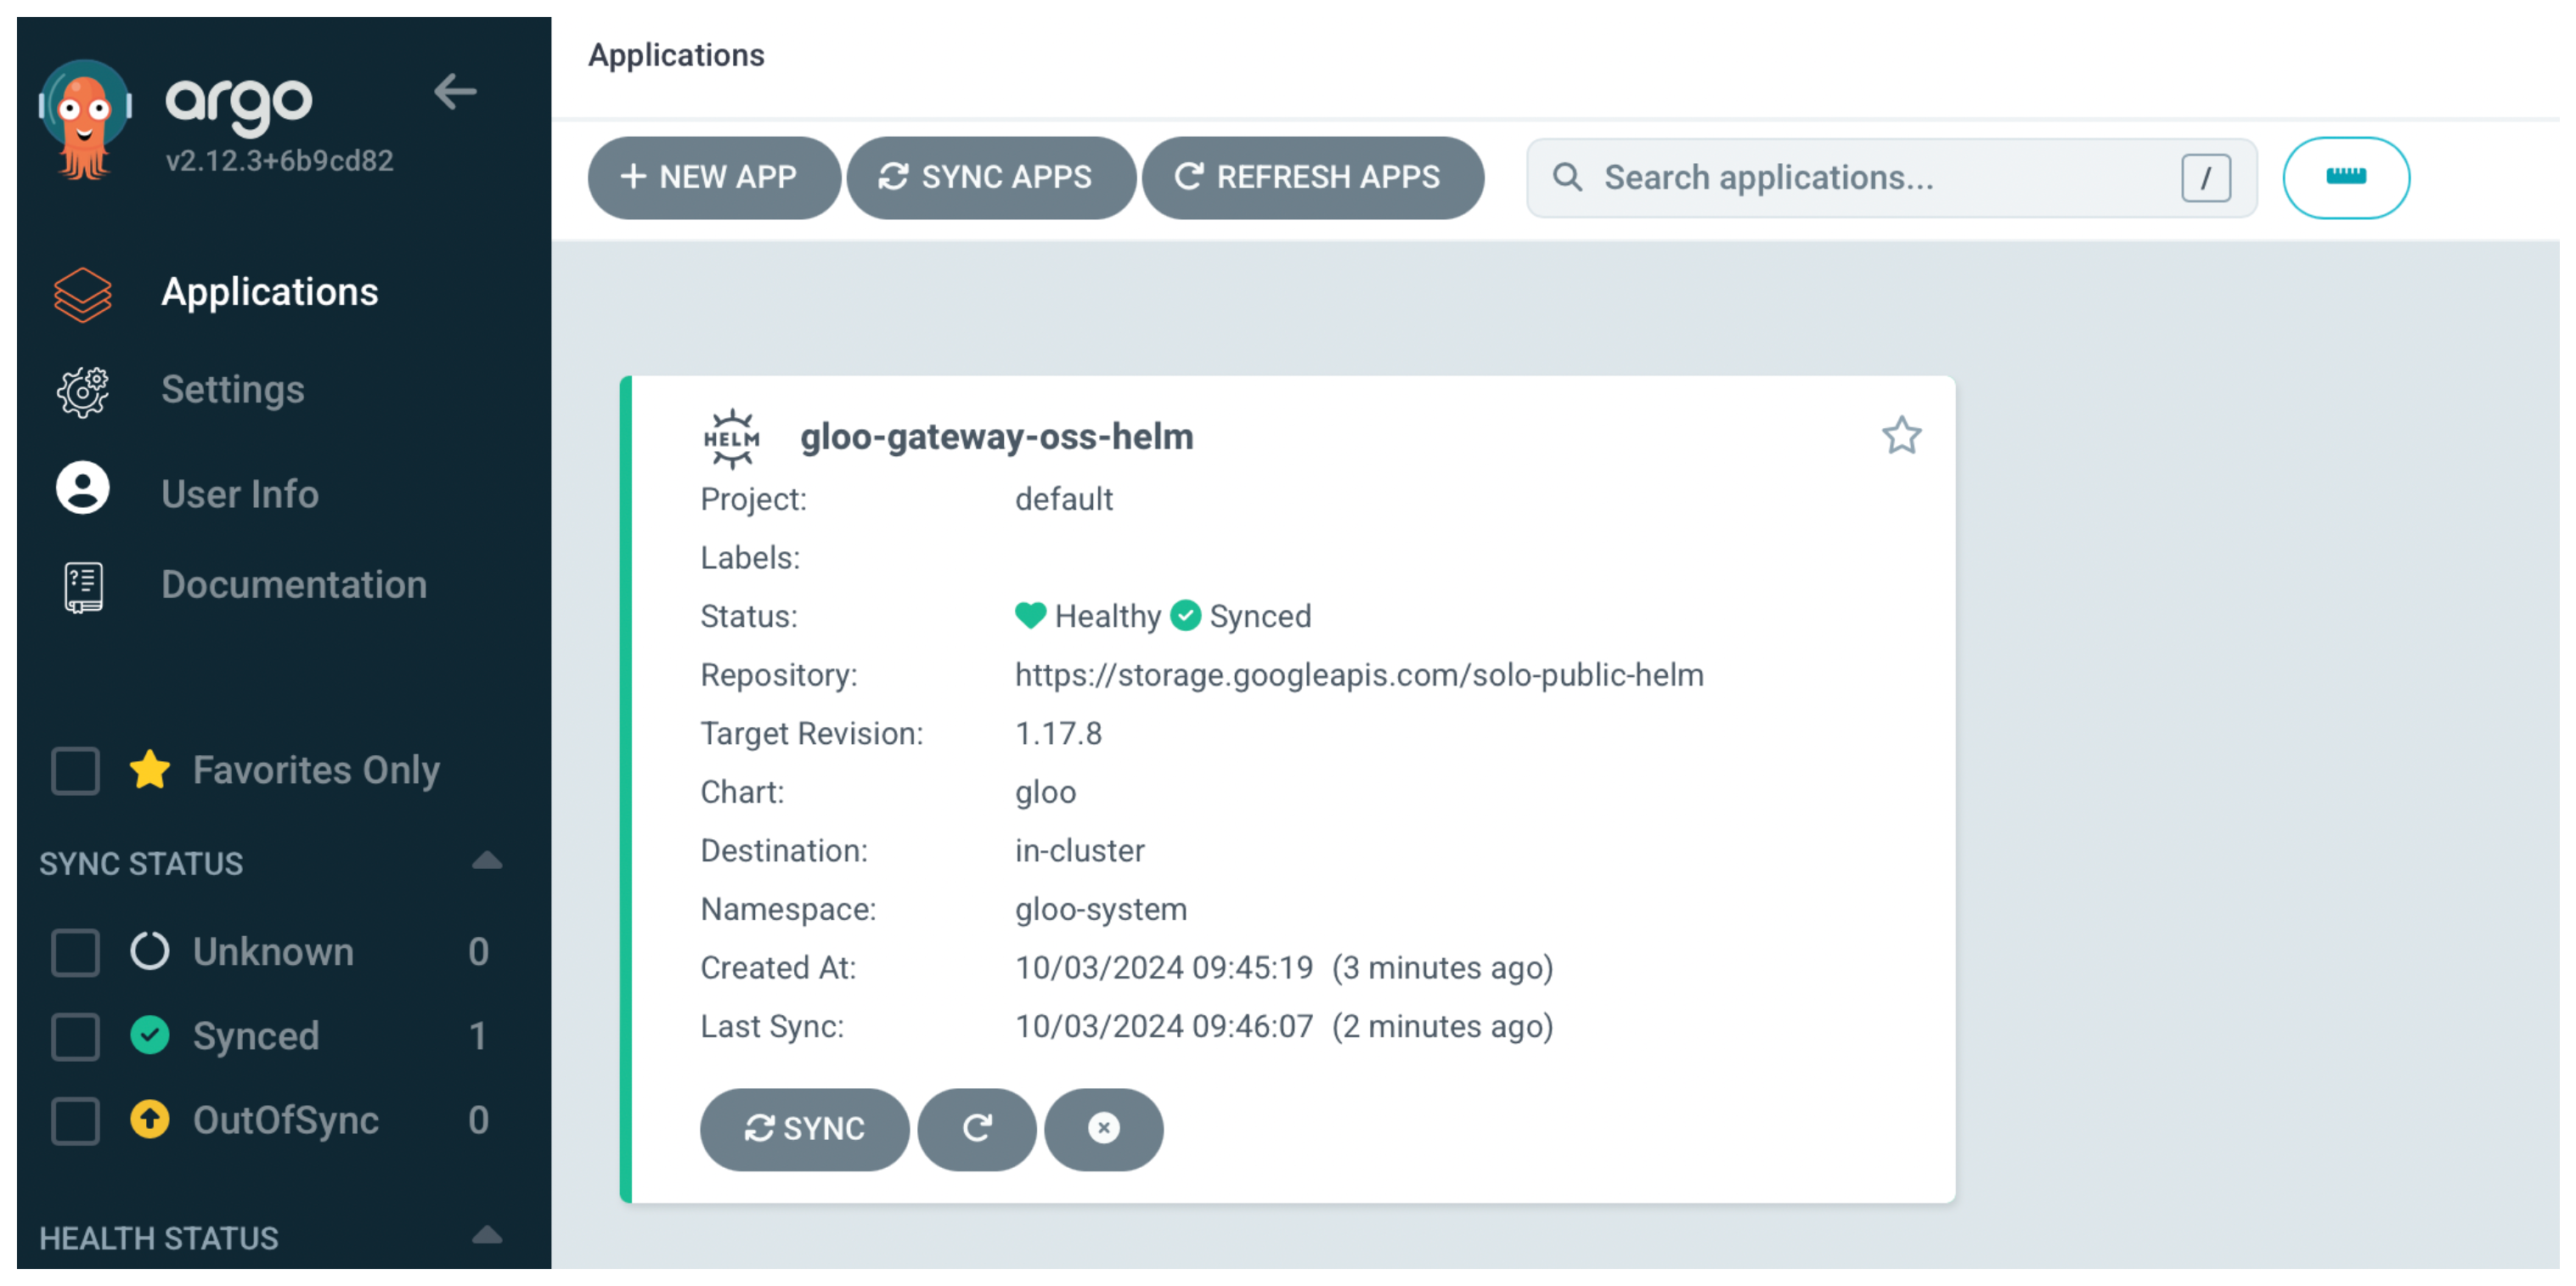 argo
v2.12.3+6b9cd82
Applications
Settings
User Info
Documentation
Favorites Only
SYNC STATUS
Unknown 0
Synced 1
OutOfSync 0
HEALTH STATUS
Applications
+ NEW APP SYNC APPS REFRESH APPS Search applications... /
HELM gloo-gateway-oss-helm
Project: default
Labels:
Status: Healthy Synced
Repository: https://storage.googleapis.com/solo-public-helm
Target Revision: 1.17.8
Chart: gloo
Destination: in-cluster
Namespace: gloo-system
Created At: 10/03/2024 09:45:19 (3 minutes ago)
Last Sync: 10/03/2024 09:46:07 (2 minutes ago)
SYNC